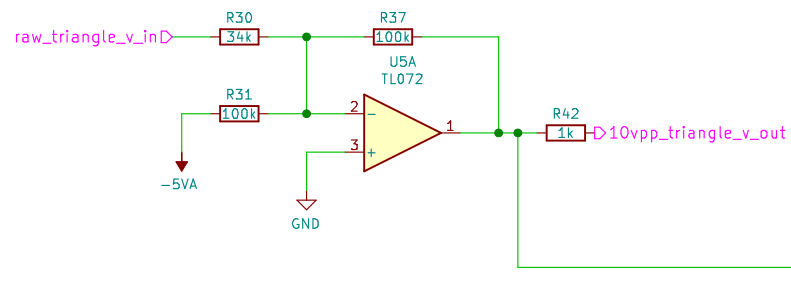 R30
R37
raw_triangle_v_in
34k
100k
U5A
TL072
R31
2
100k
-
1
R42
1k
10vpp_triangle_v_out
3
+
-5VA
GND